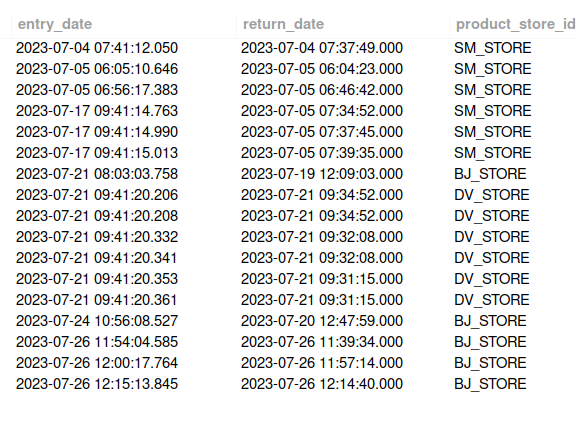 entry_date return_date product_store_id
2023-07-04 07:41:12.050 2023-07-04 07:37:49.000 SM_STORE
2023-07-05 06:05:10.646 2023-07-05 06:04:23.000 SM_STORE
2023-07-05 06:56:17.383 2023-07-05 06:46:42.000 SM_STORE
2023-07-17 09:41:14.763 2023-07-05 07:34:52.000 SM_STORE
2023-07-17 09:41:14.990 2023-07-05 07:37:45.000 SM_STORE
2023-07-17 09:41:15.013 2023-07-05 07:39:35.000 SM_STORE
2023-07-21 08:03:03.758 2023-07-19 12:09:03.000 BJ_STORE
2023-07-21 09:41:20.206 2023-07-21 09:34:52.000 DV_STORE
2023-07-21 09:41:20.208 2023-07-21 09:34:52.000 DV_STORE
2023-07-21 09:41:20.332 2023-07-21 09:32:08.000 DV_STORE
2023-07-21 09:41:20.341 2023-07-21 09:32:08.000 DV_STORE
2023-07-21 09:41:20.353 2023-07-21 09:31:15.000 DV_STORE
2023-07-21 09:41:20.361 2023-07-21 09:31:15.000 DV_STORE
2023-07-24 10:56:08.527 2023-07-20 12:47:59.000 BJ_STORE
2023-07-26 11:54:04.585 2023-07-26 11:39:34.000 BJ_STORE
2023-07-26 12:00:17.764 2023-07-26 11:57:14.000 BJ_STORE
2023-07-26 12:15:13.845 2023-07-26 12:14:40.000 BJ_STORE